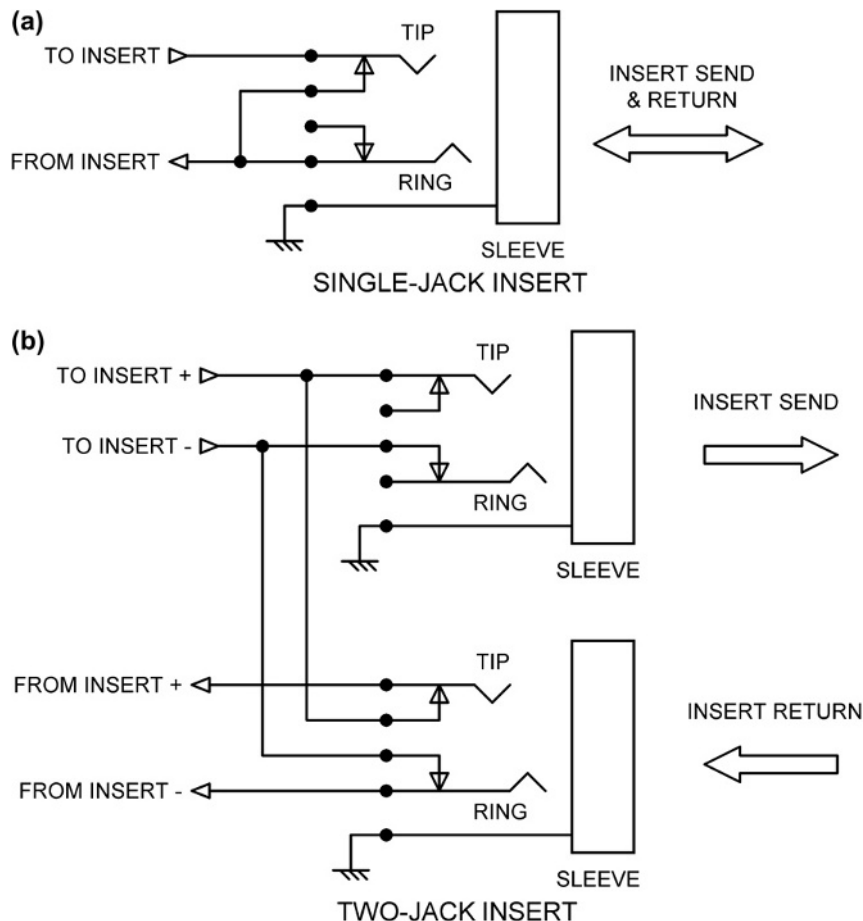 (a)
TIP
TO INSERT
INSERT SEND
& RETURN
FROM INSERT
RING
SLEEVE
SINGLE-JACK INSERT
(b)
TIP
TO INSERT +
INSERT SEND
TO INSERT -
RING
SLEEVE
TIP
FROM INSERT +
INSERT RETURN
FROM INSERT -
RING
SLEEVE
TWO-JACK INSERT